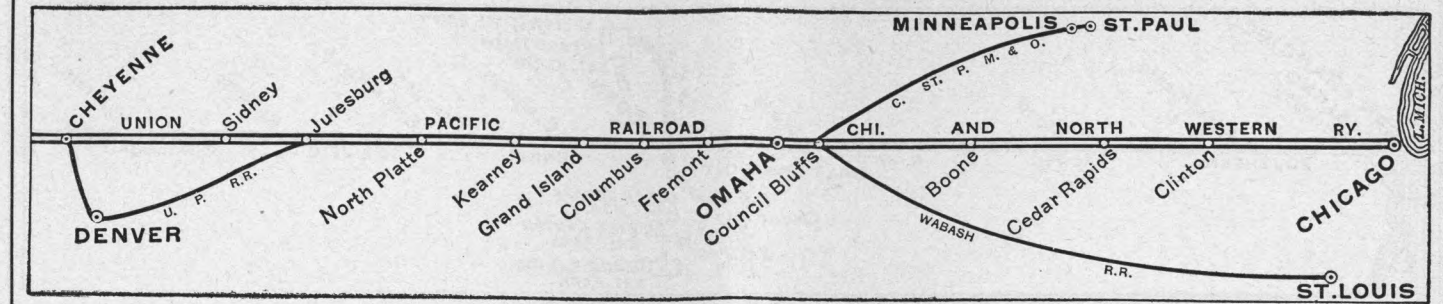 MINNEAPOLIS
ST. PAUL
C. ST. P. M. & O.
L. MICH.
CHEYENNE
UNION PACIFIC RAILROAD
CHI. AND NORTH WESTERN RY.
Sidney
Julesburg
North Platte
Kearney
Grand Island
Columbus
Fremont
OMAHA
Council Bluffs
Boone
Cedar Rapids
Clinton
CHICAGO
U. P. R.R.
DENVER
WABASH R.R.
ST. LOUIS